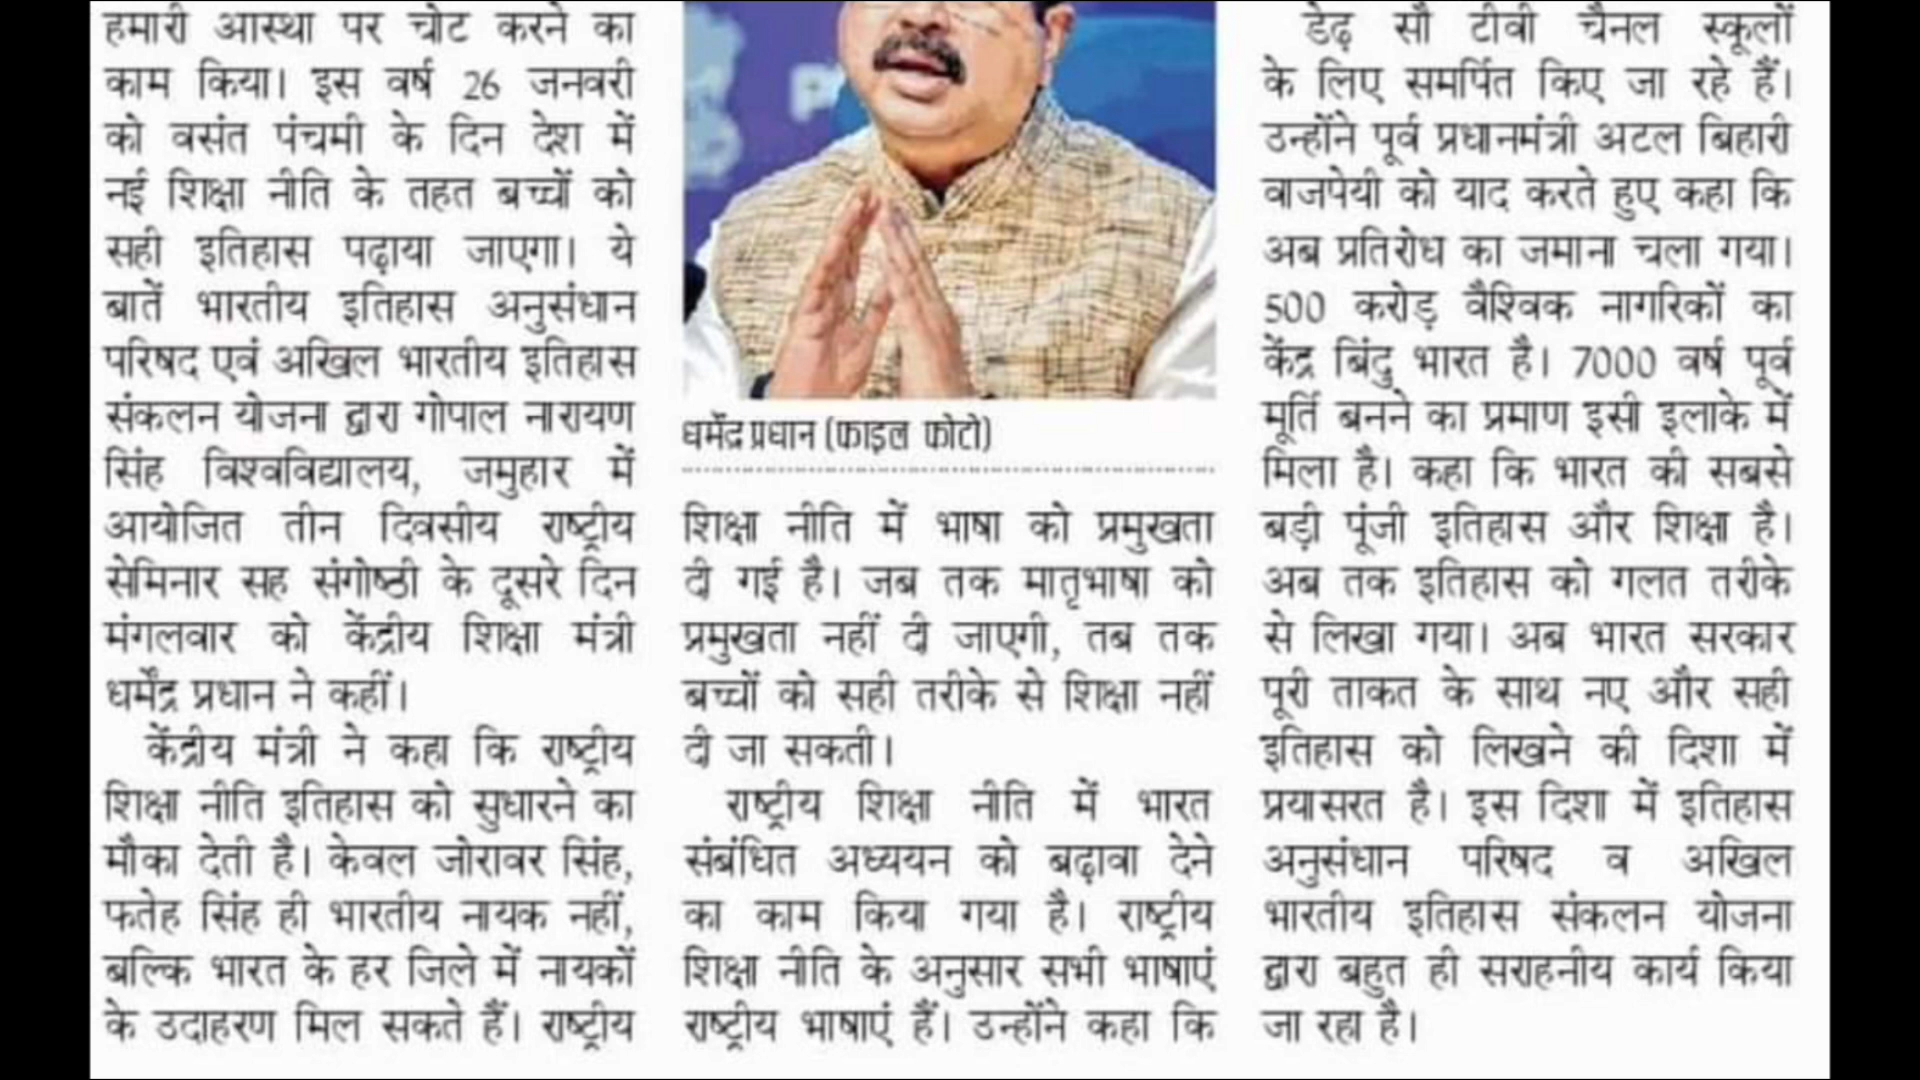 हमारी आस्था पर चोट करने का
काम किया। इस वर्ष 26 जनवरी
को वसंत पंचमी के दिन देश में
नई शिक्षा नीति के तहत बच्चों को
सही इतिहास पढ़ाया जाएगा। ये
बातें भारतीय इतिहास अनुसंधान
परिषद एवं अखिल भारतीय इतिहास
संकलन योजना द्वारा गोपाल नारायण
सिंह विश्वविद्यालय, जमुहार में
आयोजित तीन दिवसीय राष्ट्रीय
सेमिनार सह संगोष्ठी के दूसरे दिन
मंगलवार को केंद्रीय शिक्षा मंत्री
धर्मेंद्र प्रधान ने कहीं।
केंद्रीय मंत्री ने कहा कि राष्ट्रीय
शिक्षा नीति इतिहास को सुधारने का
मौका देती है। केवल जोरावर सिंह,
फतेह सिंह ही भारतीय नायक नहीं,
बल्कि भारत के हर जिले में नायकों
के उदाहरण मिल सकते हैं। राष्ट्रीय
धर्मेंद्र प्रधान (फाइल फोटो)
शिक्षा नीति में भाषा को प्रमुखता
दी गई है। जब तक मातृभाषा को
प्रमुखता नहीं दी जाएगी, तब तक
बच्चों को सही तरीके से शिक्षा नहीं
दी जा सकती।
राष्ट्रीय शिक्षा नीति में भारत
संबंधित अध्ययन को बढ़ावा देने
का काम किया गया है। राष्ट्रीय
शिक्षा नीति के अनुसार सभी भाषाएं
राष्ट्रीय भाषाएं हैं। उन्होंने कहा कि
डेढ़ सौ टीवी चैनल स्कूलों
के लिए समर्पित किए जा रहे हैं।
उन्होंने पूर्व प्रधानमंत्री अटल बिहारी
वाजपेयी को याद करते हुए कहा कि
अब प्रतिरोध का जमाना चला गया।
500 करोड़ वैश्विक नागरिकों का
केंद्र बिंदु भारत है। 7000 वर्ष पूर्व
मूर्ति बनने का प्रमाण इसी इलाके में
मिला है। कहा कि भारत की सबसे
बड़ी पूंजी इतिहास और शिक्षा है।
अब तक इतिहास को गलत तरीके
से लिखा गया। अब भारत सरकार
पूरी ताकत के साथ नए और सही
इतिहास को लिखने की दिशा में
प्रयासरत है। इस दिशा में इतिहास
अनुसंधान परिषद व अखिल
भारतीय इतिहास संकलन योजना
द्वारा बहुत ही सराहनीय कार्य किया
जा रहा है।